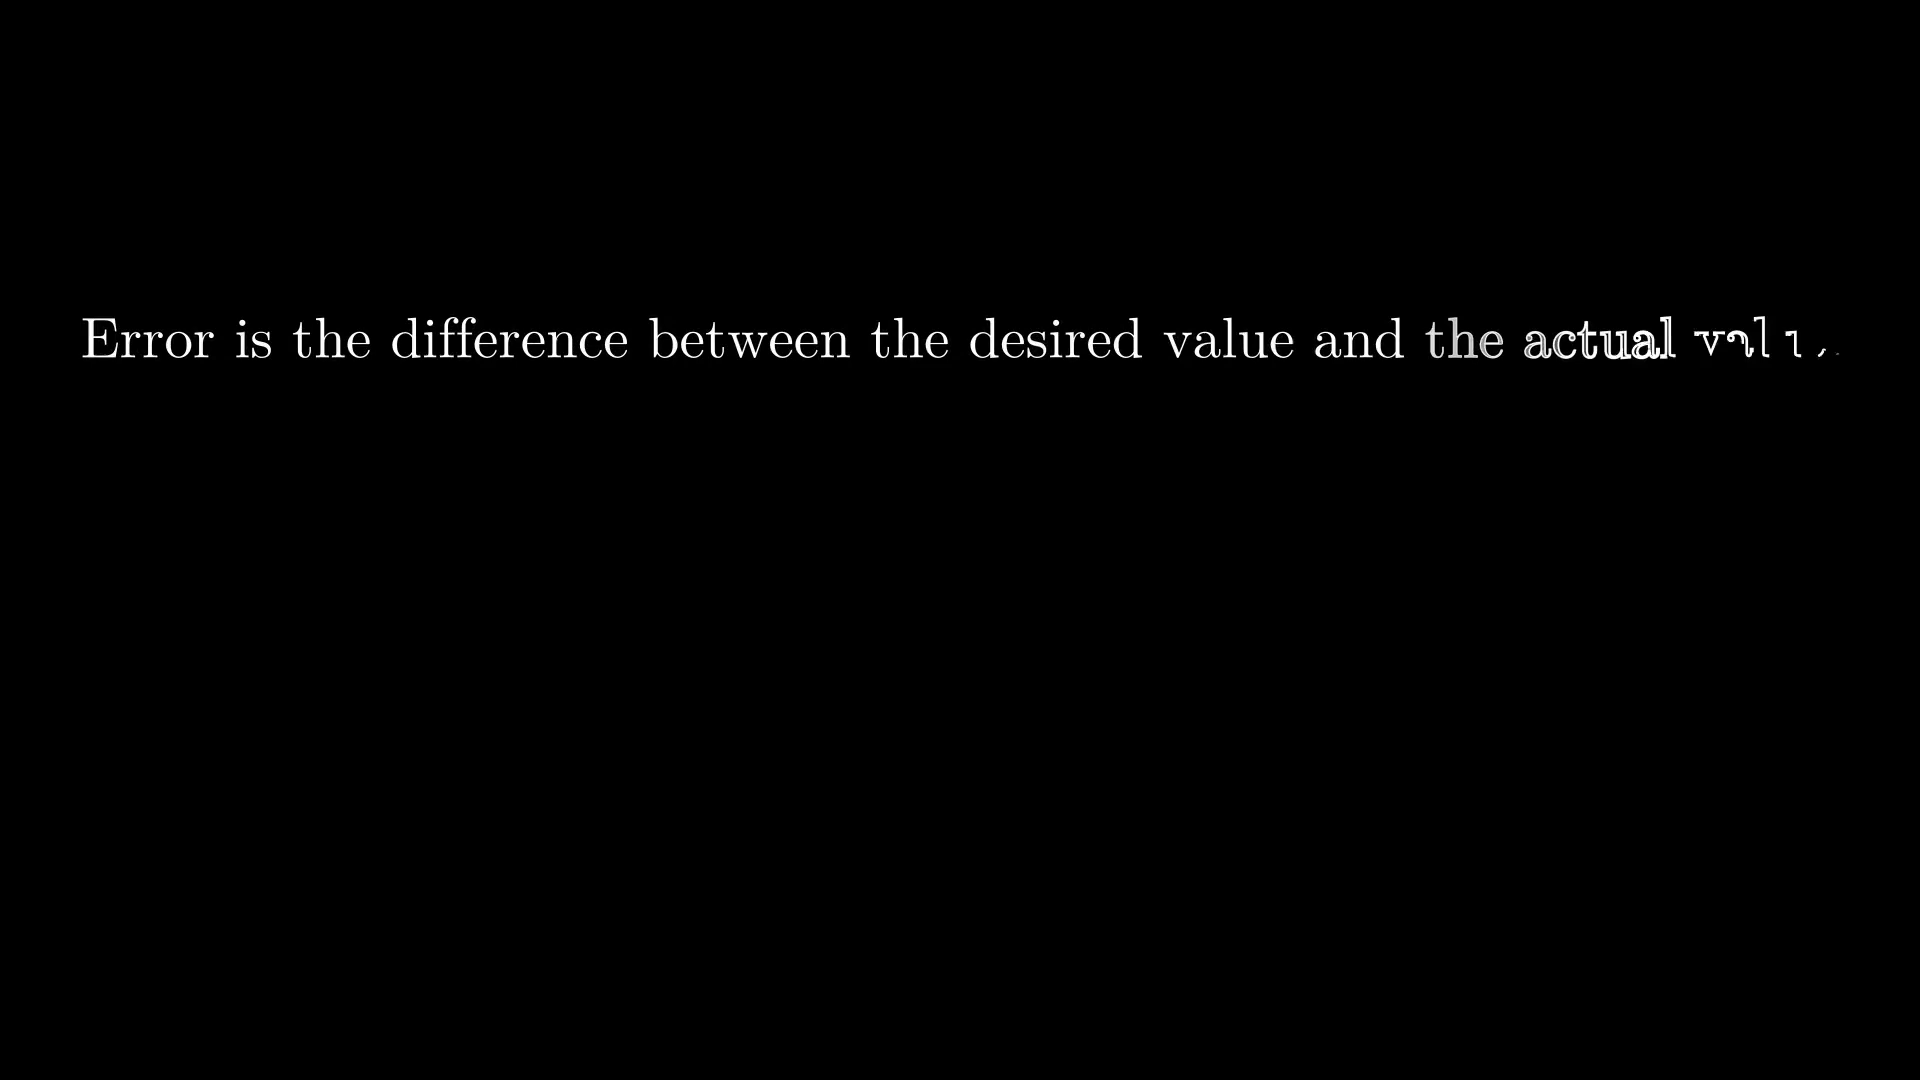 Error is the difference between the desired value and the actual